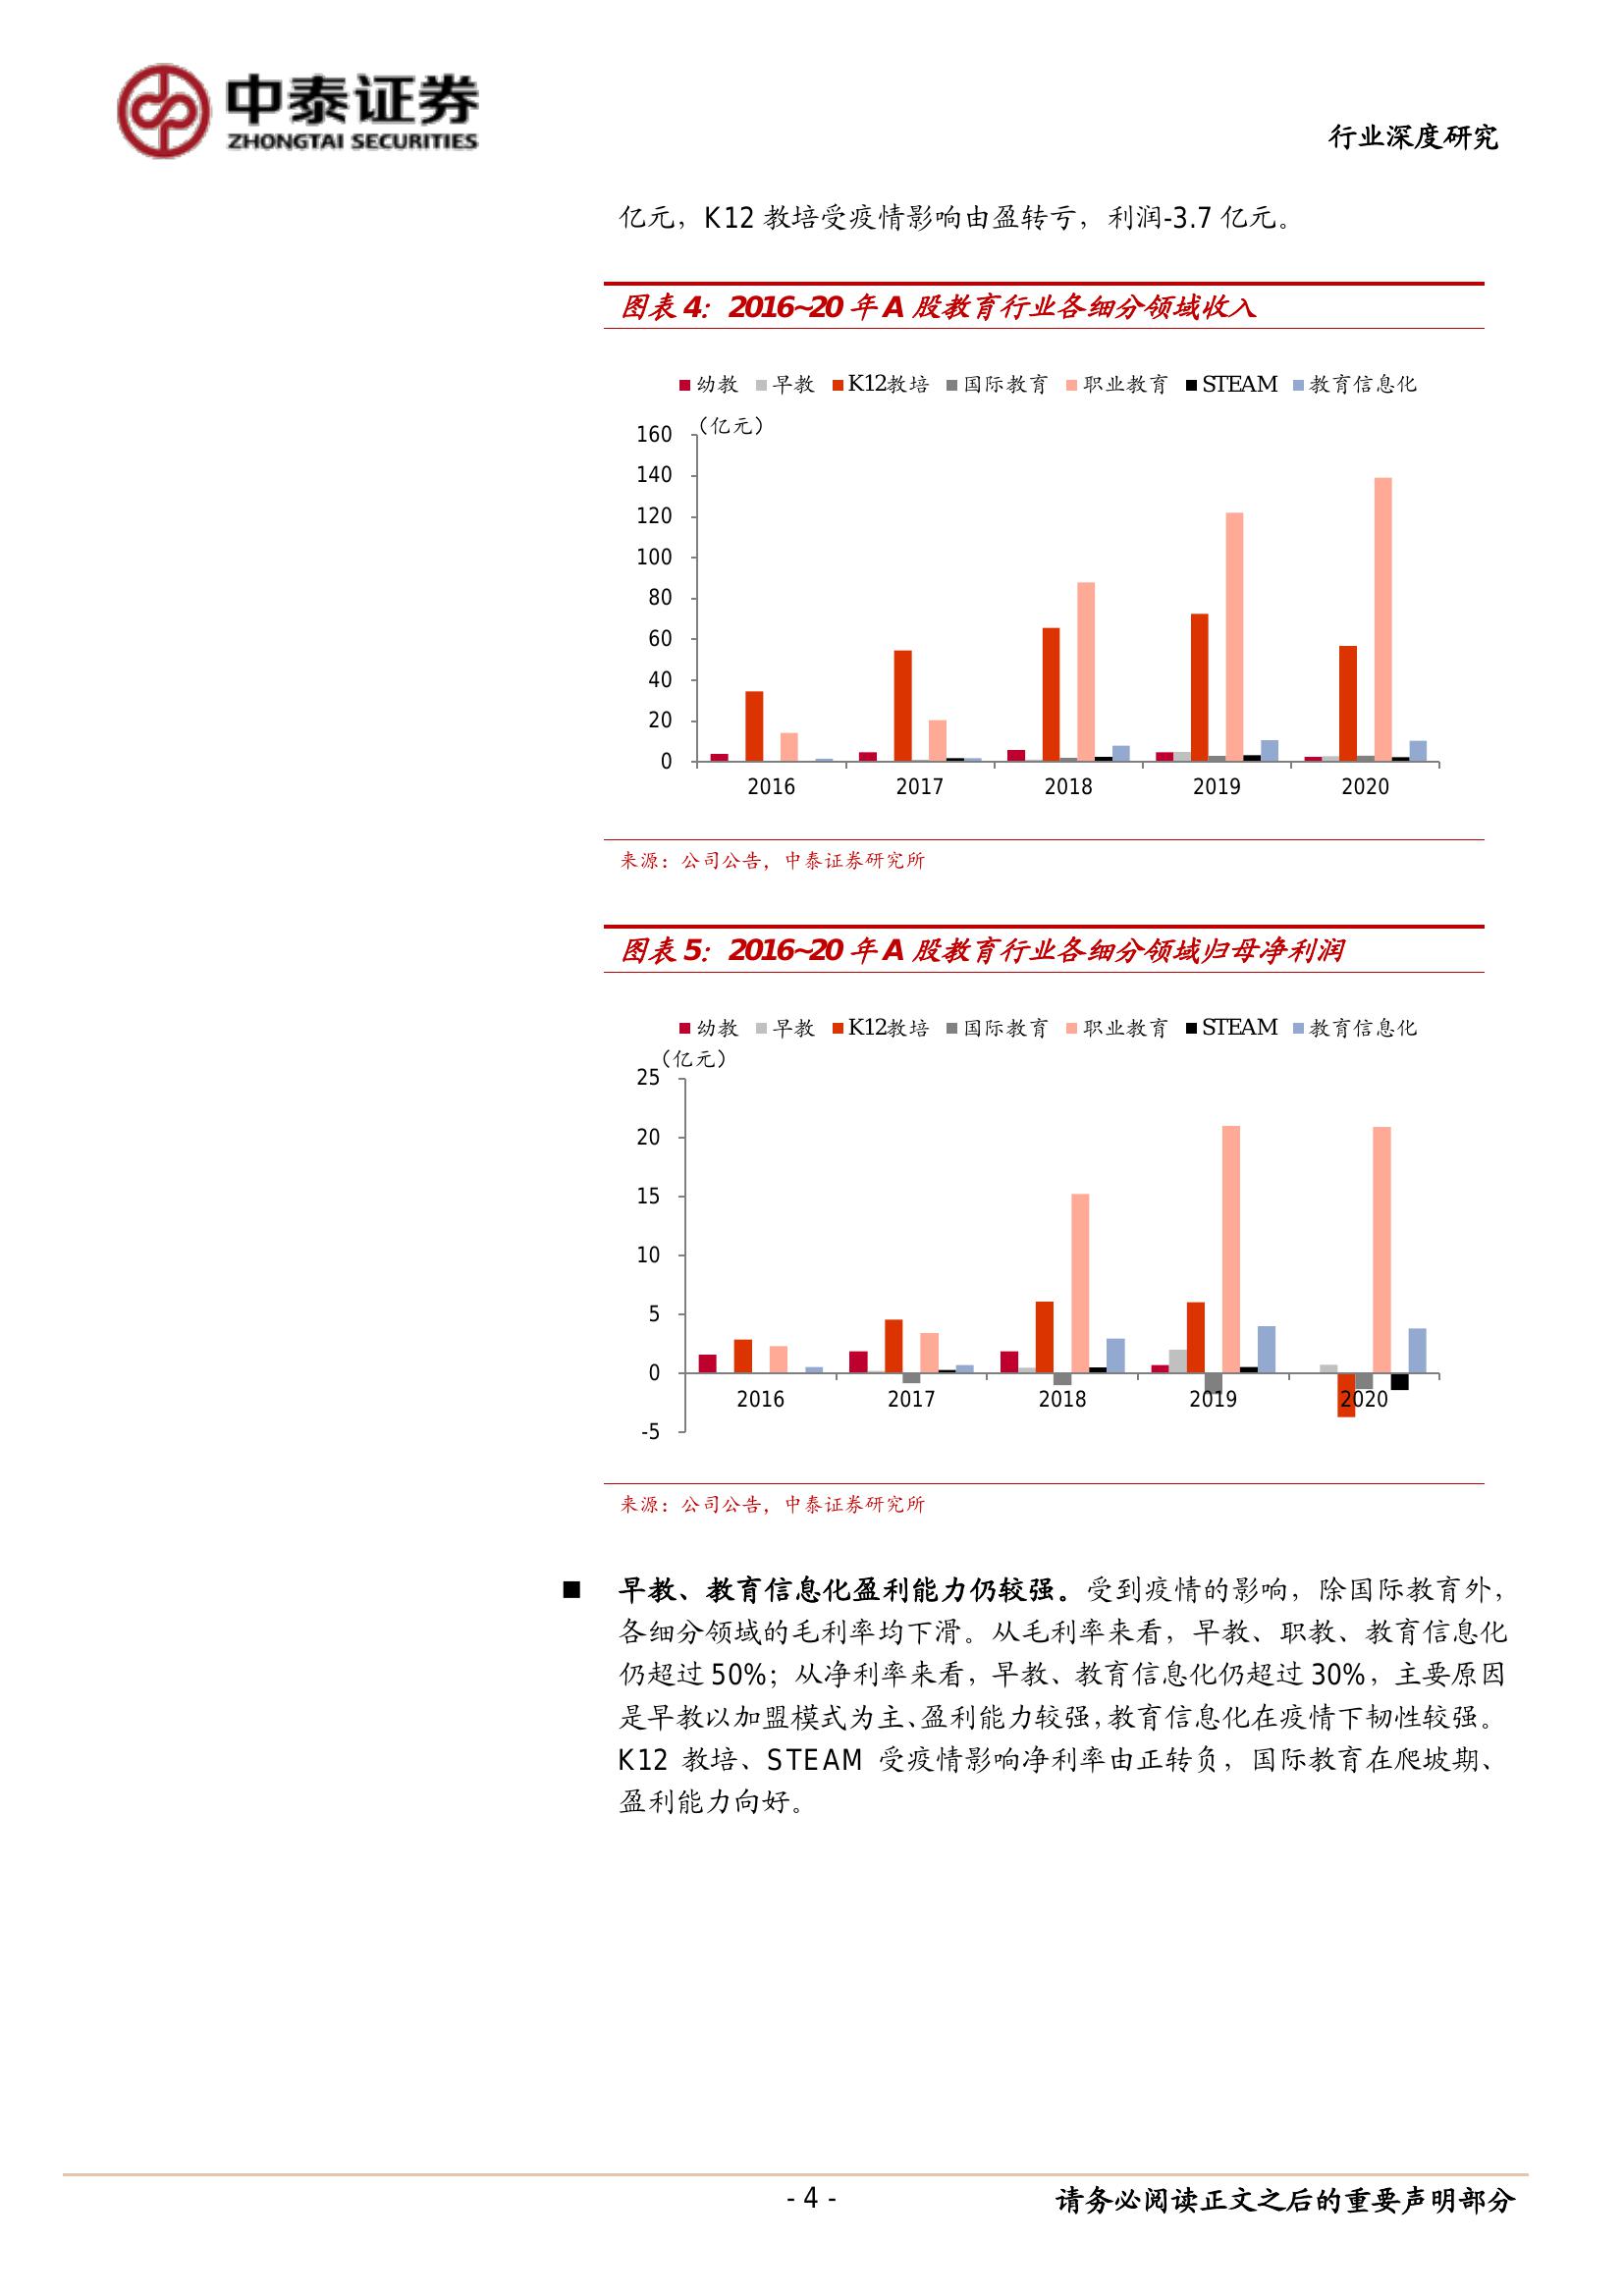 中泰证券
ZHONGTAI SECURITIES
行业深度研究
亿元，K12 教培受疫情影响由盈转亏，利润-3.7 亿元。
图表 4：2016~20 年 A 股教育行业各细分领域收入
幼教 早教 K12教培 国际教育 职业教育 STEAM 教育信息化
（亿元）
160
140
120
100
80
60
40
20
0
2016 2017 2018 2019 2020
来源：公司公告，中泰证券研究所
图表 5：2016~20 年 A 股教育行业各细分领域归母净利润
幼教 早教 K12教培 国际教育 职业教育 STEAM 教育信息化
（亿元）
25
20
15
10
5
0
2016 2017 2018 2019 2020
-5
来源：公司公告，中泰证券研究所
■ 早教、教育信息化盈利能力仍较强。受到疫情的影响，除国际教育外，
各细分领域的毛利率均下滑。从毛利率来看，早教、职教、教育信息化
仍超过 50%；从净利率来看，早教、教育信息化仍超过 30%，主要原因
是早教以加盟模式为主、盈利能力较强，教育信息化在疫情下韧性较强。
K12 教培、STEAM 受疫情影响净利率由正转负，国际教育在爬坡期、
盈利能力向好。
- 4 -
请务必阅读正文之后的重要声明部分